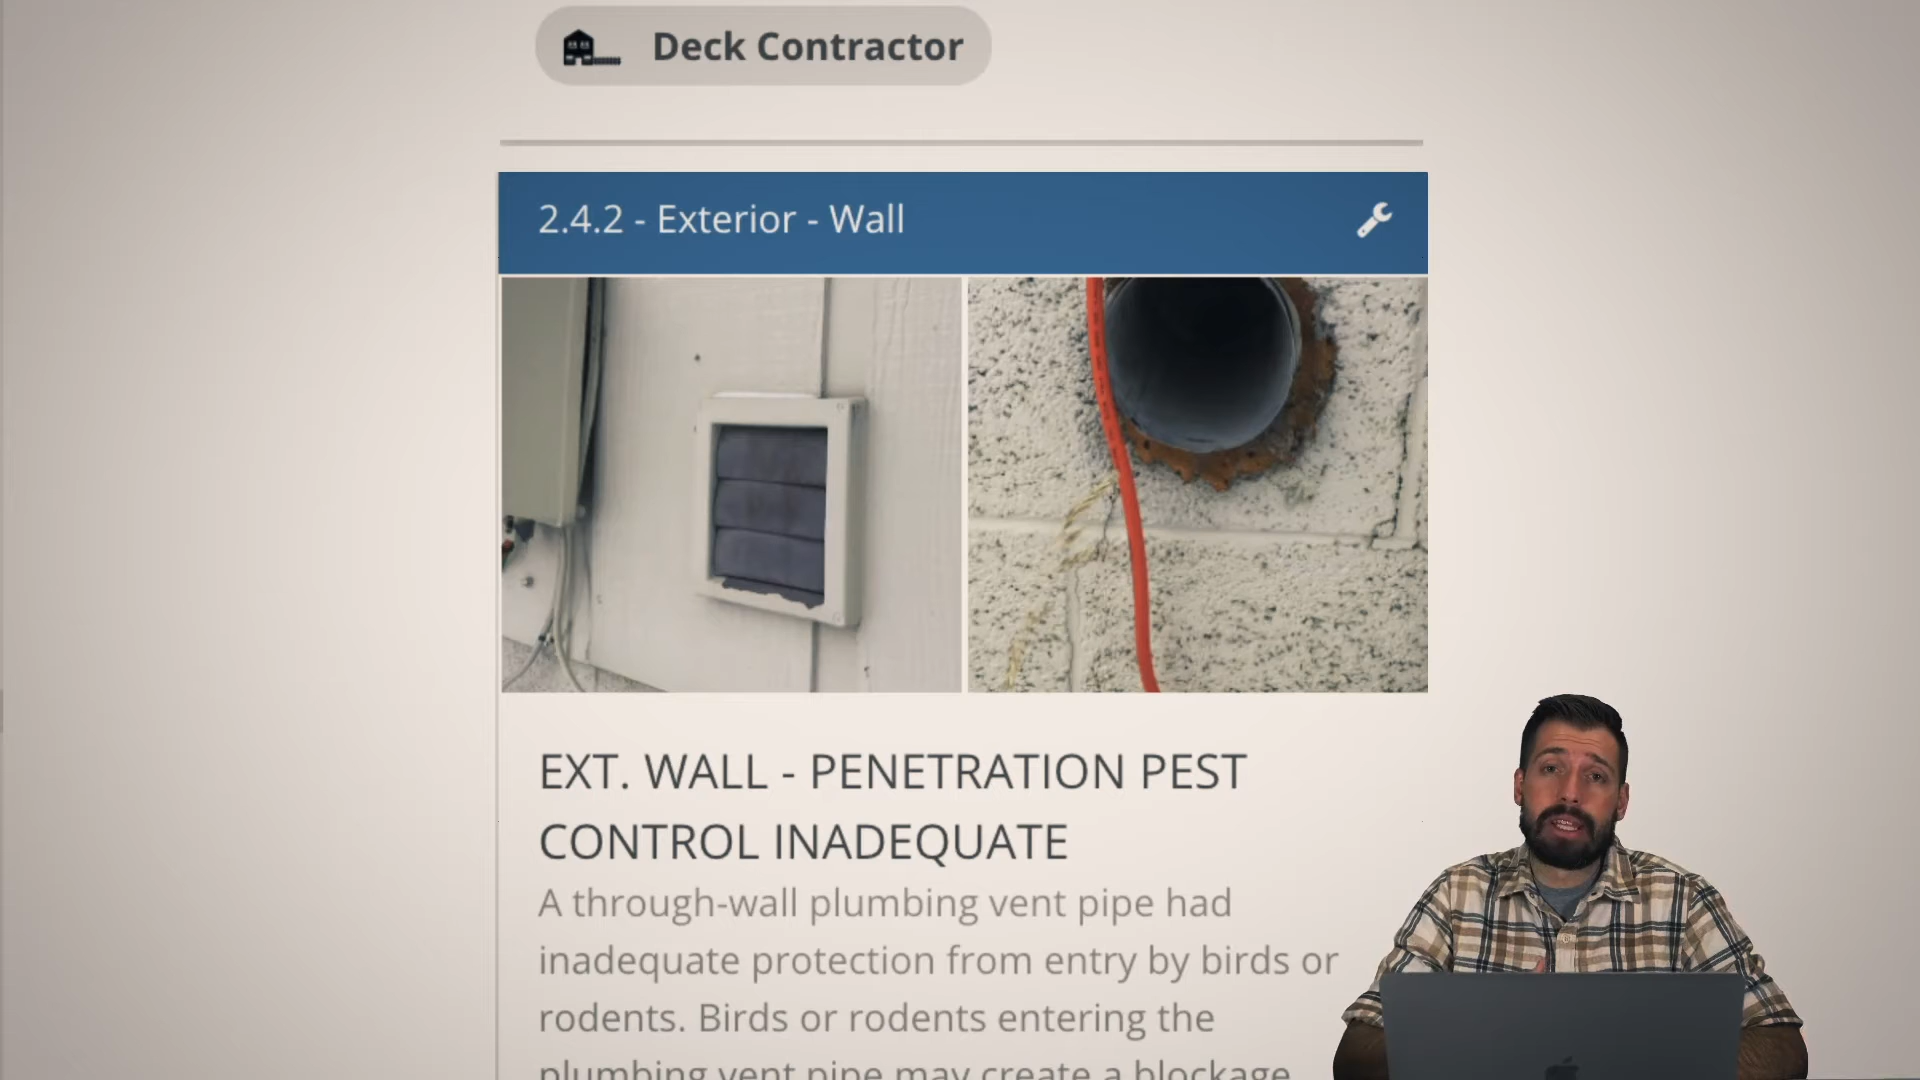 Deck Contractor
2.4.2 - Exterior - Wall
EXT. WALL - PENETRATION PEST
CONTROL INADEQUATE
A through-wall plumbing vent pipe had
inadequate protection from entry by birds or
rodents. Birds or rodents entering the
plumbing vent pipe may create a blockage